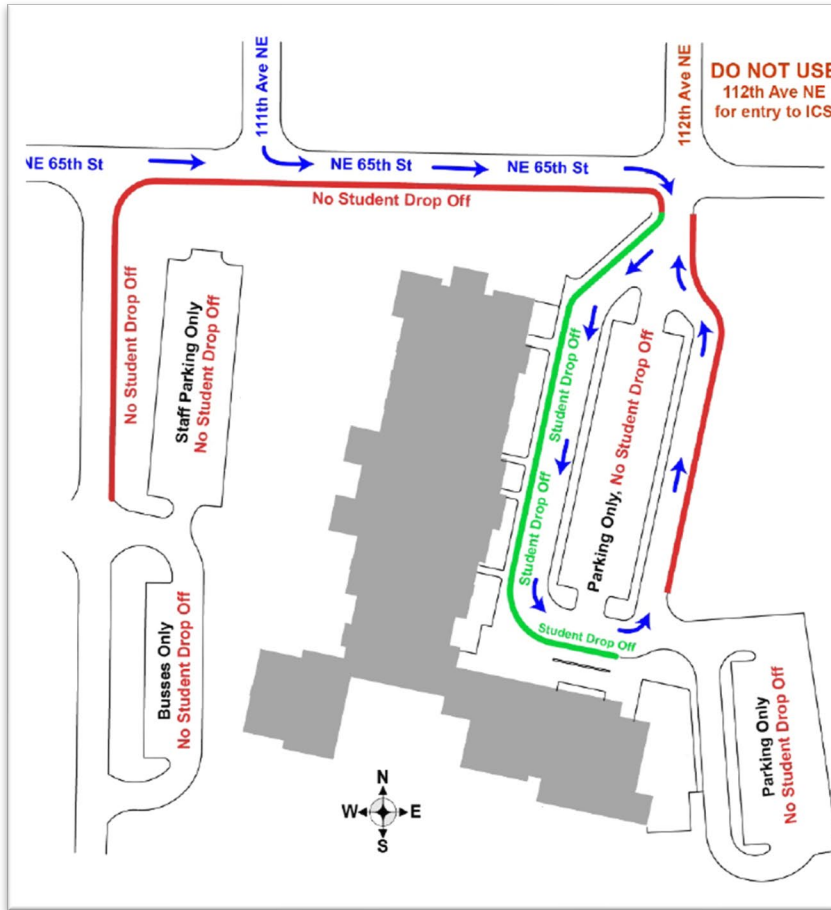 111th Ave NE
112th Ave NE
DO NOT USE
112th Ave NE
for entry to ICS
NE 65th St
NE 65th St
NE 65th St
No Student Drop Off
No Student Drop Off
Staff Parking Only
No Student Drop Off
Student Drop Off
Student Drop Off
Student Drop Off
Parking Only, No Student Drop Off
Busses Only
No Student Drop Off
Parking Only
No Student Drop Off
N
W
E
S